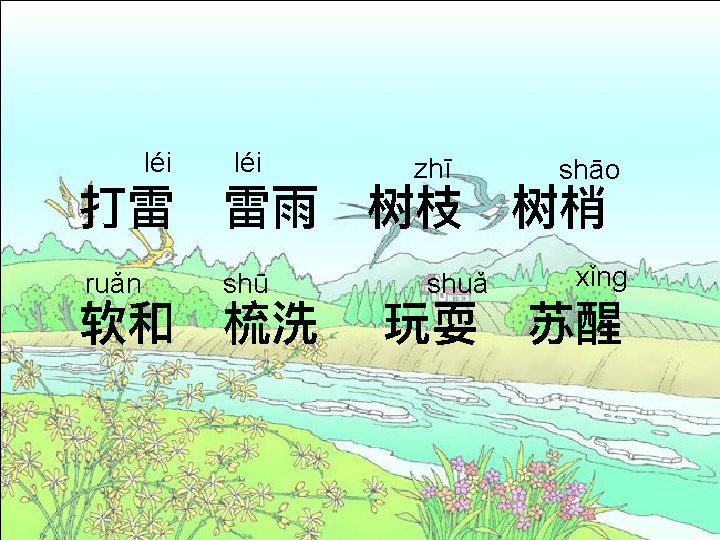 léi léi zhī shāo
打雷 雷雨 树枝 树梢
ruǎn shū shuǎ xǐng
软和 梳洗 玩耍 苏醒